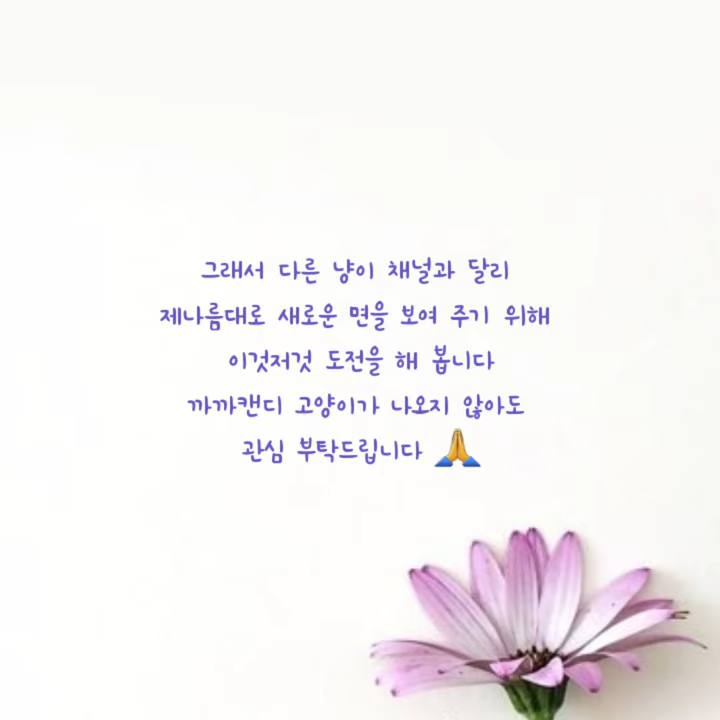 그래서 다른 냥이 채널과 달리
제나름대로 새로운 면을 보여 주기 위해
이것저것 도전을 해 봅니다
까까캔디 고양이가 나오지 않아도
관심 부탁드립니다 🙏